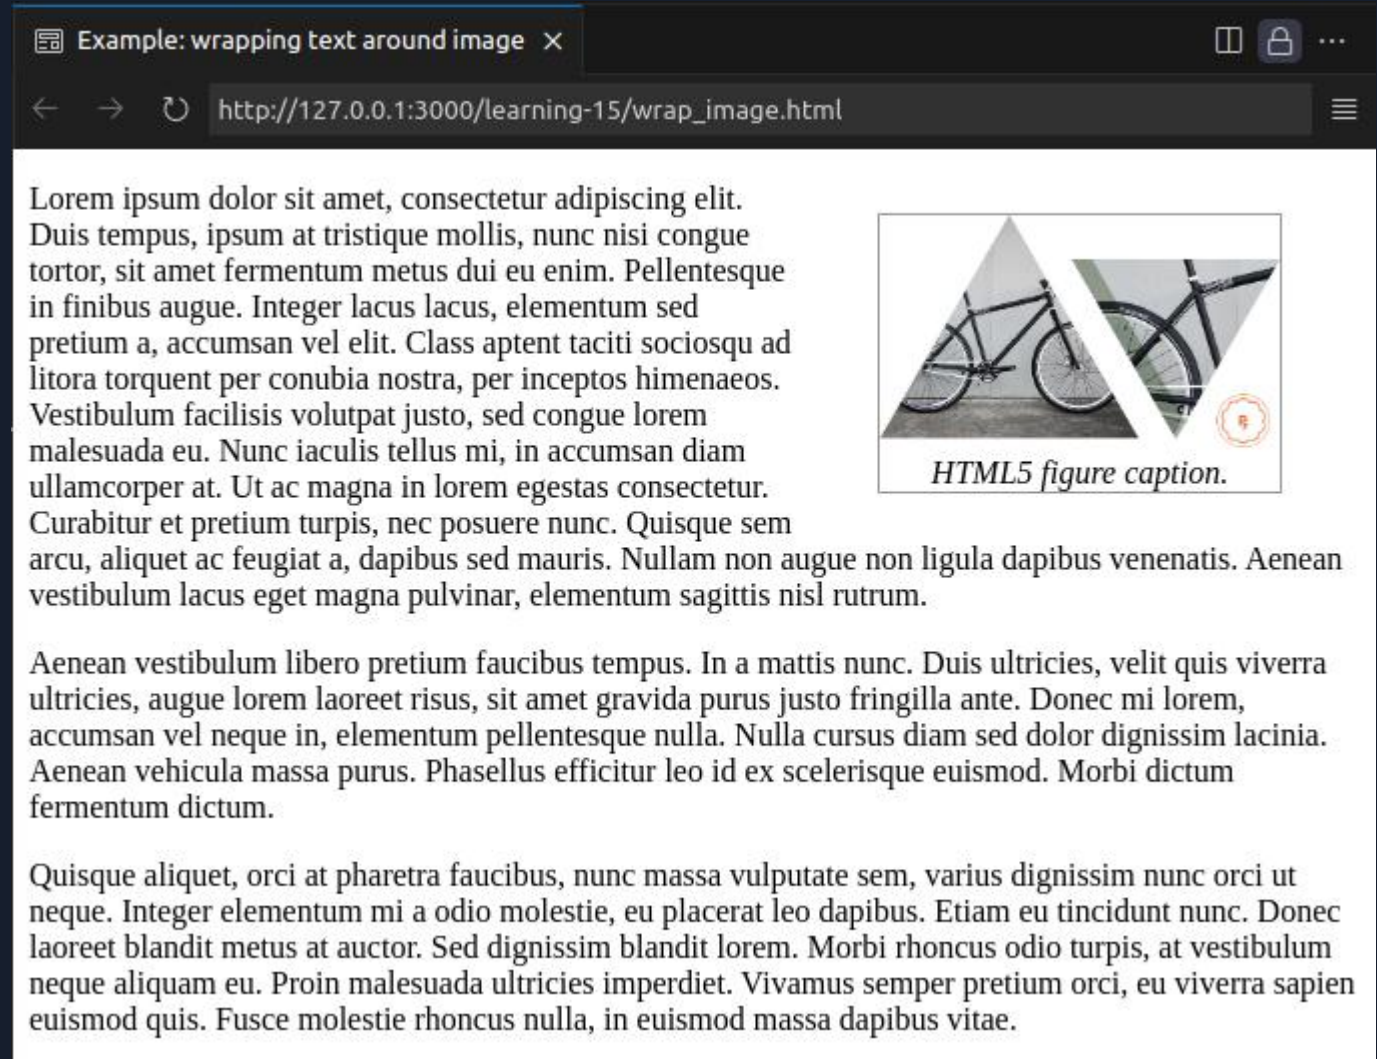 Example: wrapping text around image
http://127.0.0.1:3000/learning-15/wrap_image.html
Lorem ipsum dolor sit amet, consectetur adipiscing elit.
Duis tempus, ipsum at tristique mollis, nunc nisi congue
tortor, sit amet fermentum metus dui eu enim. Pellentesque
in finibus augue. Integer lacus lacus, elementum sed
pretium a, accumsan vel elit. Class aptent taciti sociosqu ad
litora torquent per conubia nostra, per inceptos himenaeos.
Vestibulum facilisis volutpat justo, sed congue lorem
malesuada eu. Nunc iaculis tellus mi, in accumsan diam
ullamcorper at. Ut ac magna in lorem egestas consectetur.
Curabitur et pretium turpis, nec posuere nunc. Quisque sem
arcu, aliquet ac feugiat a, dapibus sed mauris. Nullam non augue non ligula dapibus venenatis. Aenean
vestibulum lacus eget magna pulvinar, elementum sagittis nisl rutrum.
HTML5 figure caption.
Aenean vestibulum libero pretium faucibus tempus. In a mattis nunc. Duis ultricies, velit quis viverra
ultricies, augue lorem laoreet risus, sit amet gravida purus justo fringilla ante. Donec mi lorem,
accumsan vel neque in, elementum pellentesque nulla. Nulla cursus diam sed dolor dignissim lacinia.
Aenean vehicula massa purus. Phasellus efficitur leo id ex scelerisque euismod. Morbi dictum
fermentum dictum.
Quisque aliquet, orci at pharetra faucibus, nunc massa vulputate sem, varius dignissim nunc orci ut
neque. Integer elementum mi a odio molestie, eu placerat leo dapibus. Etiam eu tincidunt nunc. Donec
laoreet blandit metus at auctor. Sed dignissim blandit lorem. Morbi rhoncus odio turpis, at vestibulum
neque aliquam eu. Proin malesuada ultricies imperdiet. Vivamus semper pretium orci, eu viverra sapien
euismod quis. Fusce molestie rhoncus nulla, in euismod massa dapibus vitae.